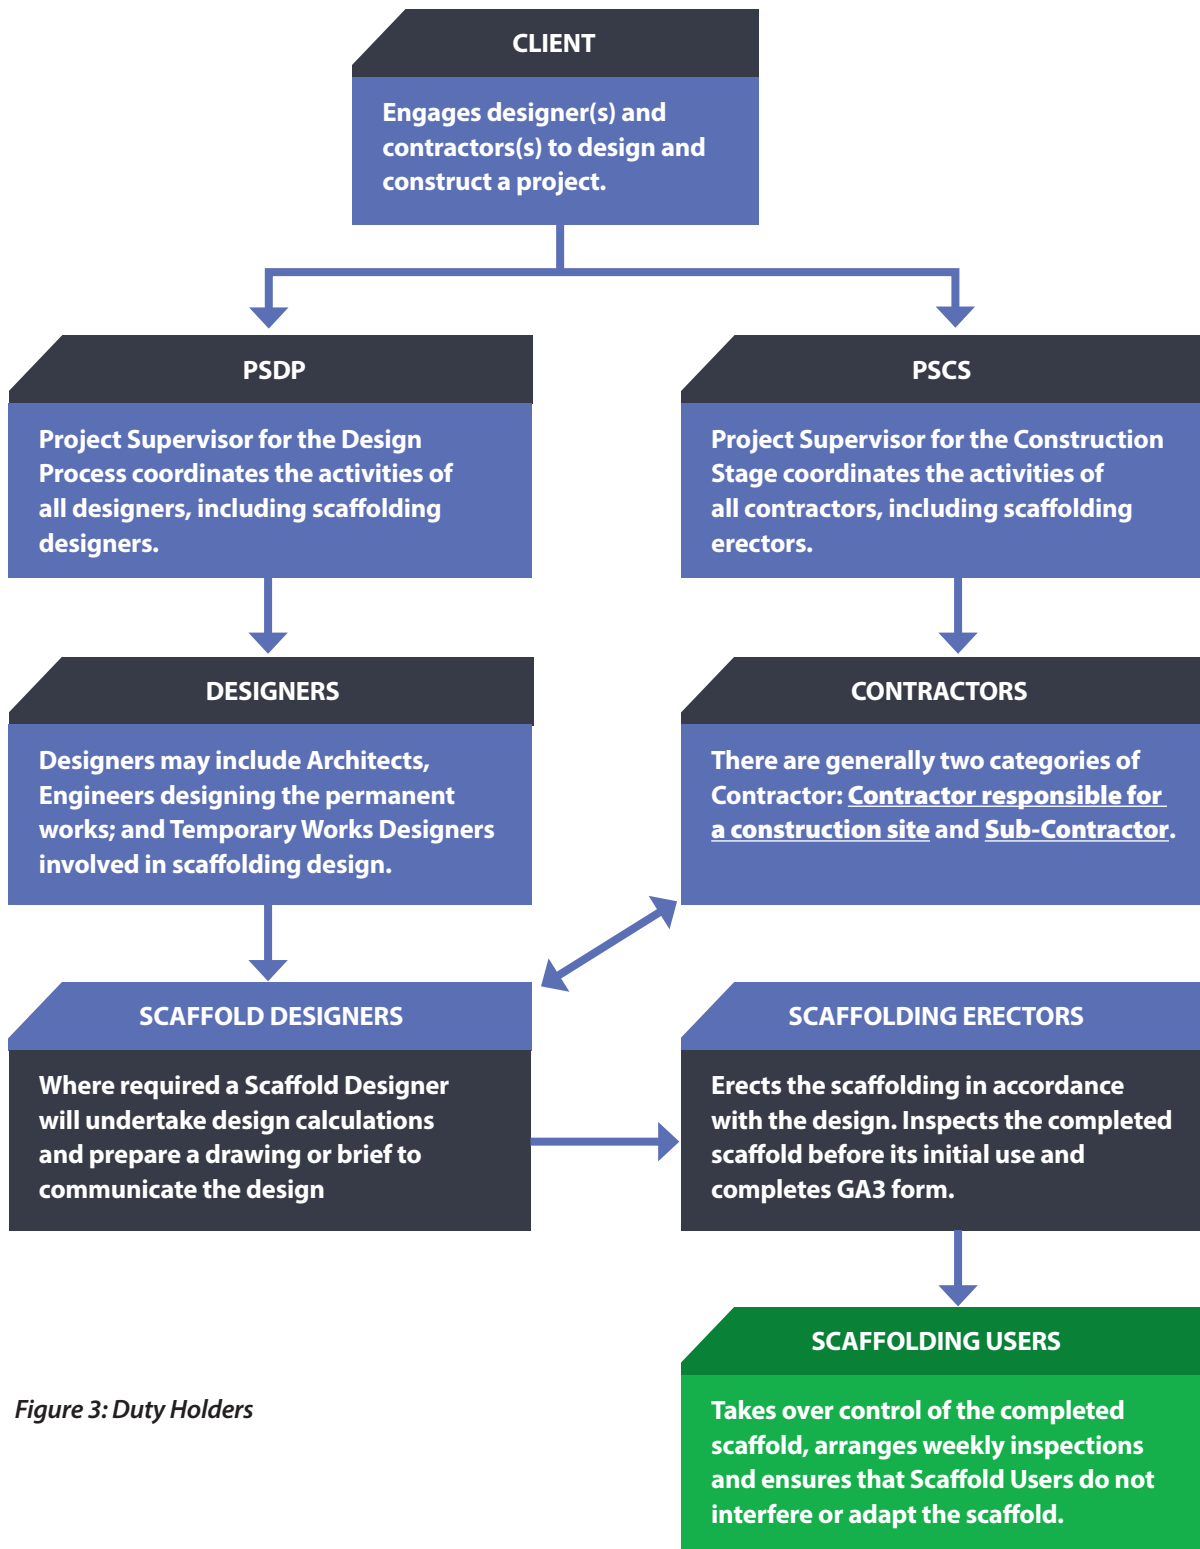 CLIENT
Engages designer(s) and
contractors(s) to design and
construct a project.
PSDP
Project Supervisor for the Design
Process coordinates the activities of
all designers, including scaffolding
designers.
PSCS
Project Supervisor for the Construction
Stage coordinates the activities of
all contractors, including scaffolding
erectors.
DESIGNERS
Designers may include Architects,
Engineers designing the permanent
works; and Temporary Works Designers
involved in scaffolding design.
CONTRACTORS
There are generally two categories of
Contractor: Contractor responsible for
a construction site and Sub-Contractor.
SCAFFOLD DESIGNERS
Where required a Scaffold Designer
will undertake design calculations
and prepare a drawing or brief to
communicate the design
SCAFFOLDING ERECTORS
Erects the scaffolding in accordance
with the design. Inspects the completed
scaffold before its initial use and
completes GA3 form.
SCAFFOLDING USERS
Takes over control of the completed
scaffold, arranges weekly inspections
and ensures that Scaffold Users do not
interfere or adapt the scaffold.
Figure 3: Duty Holders